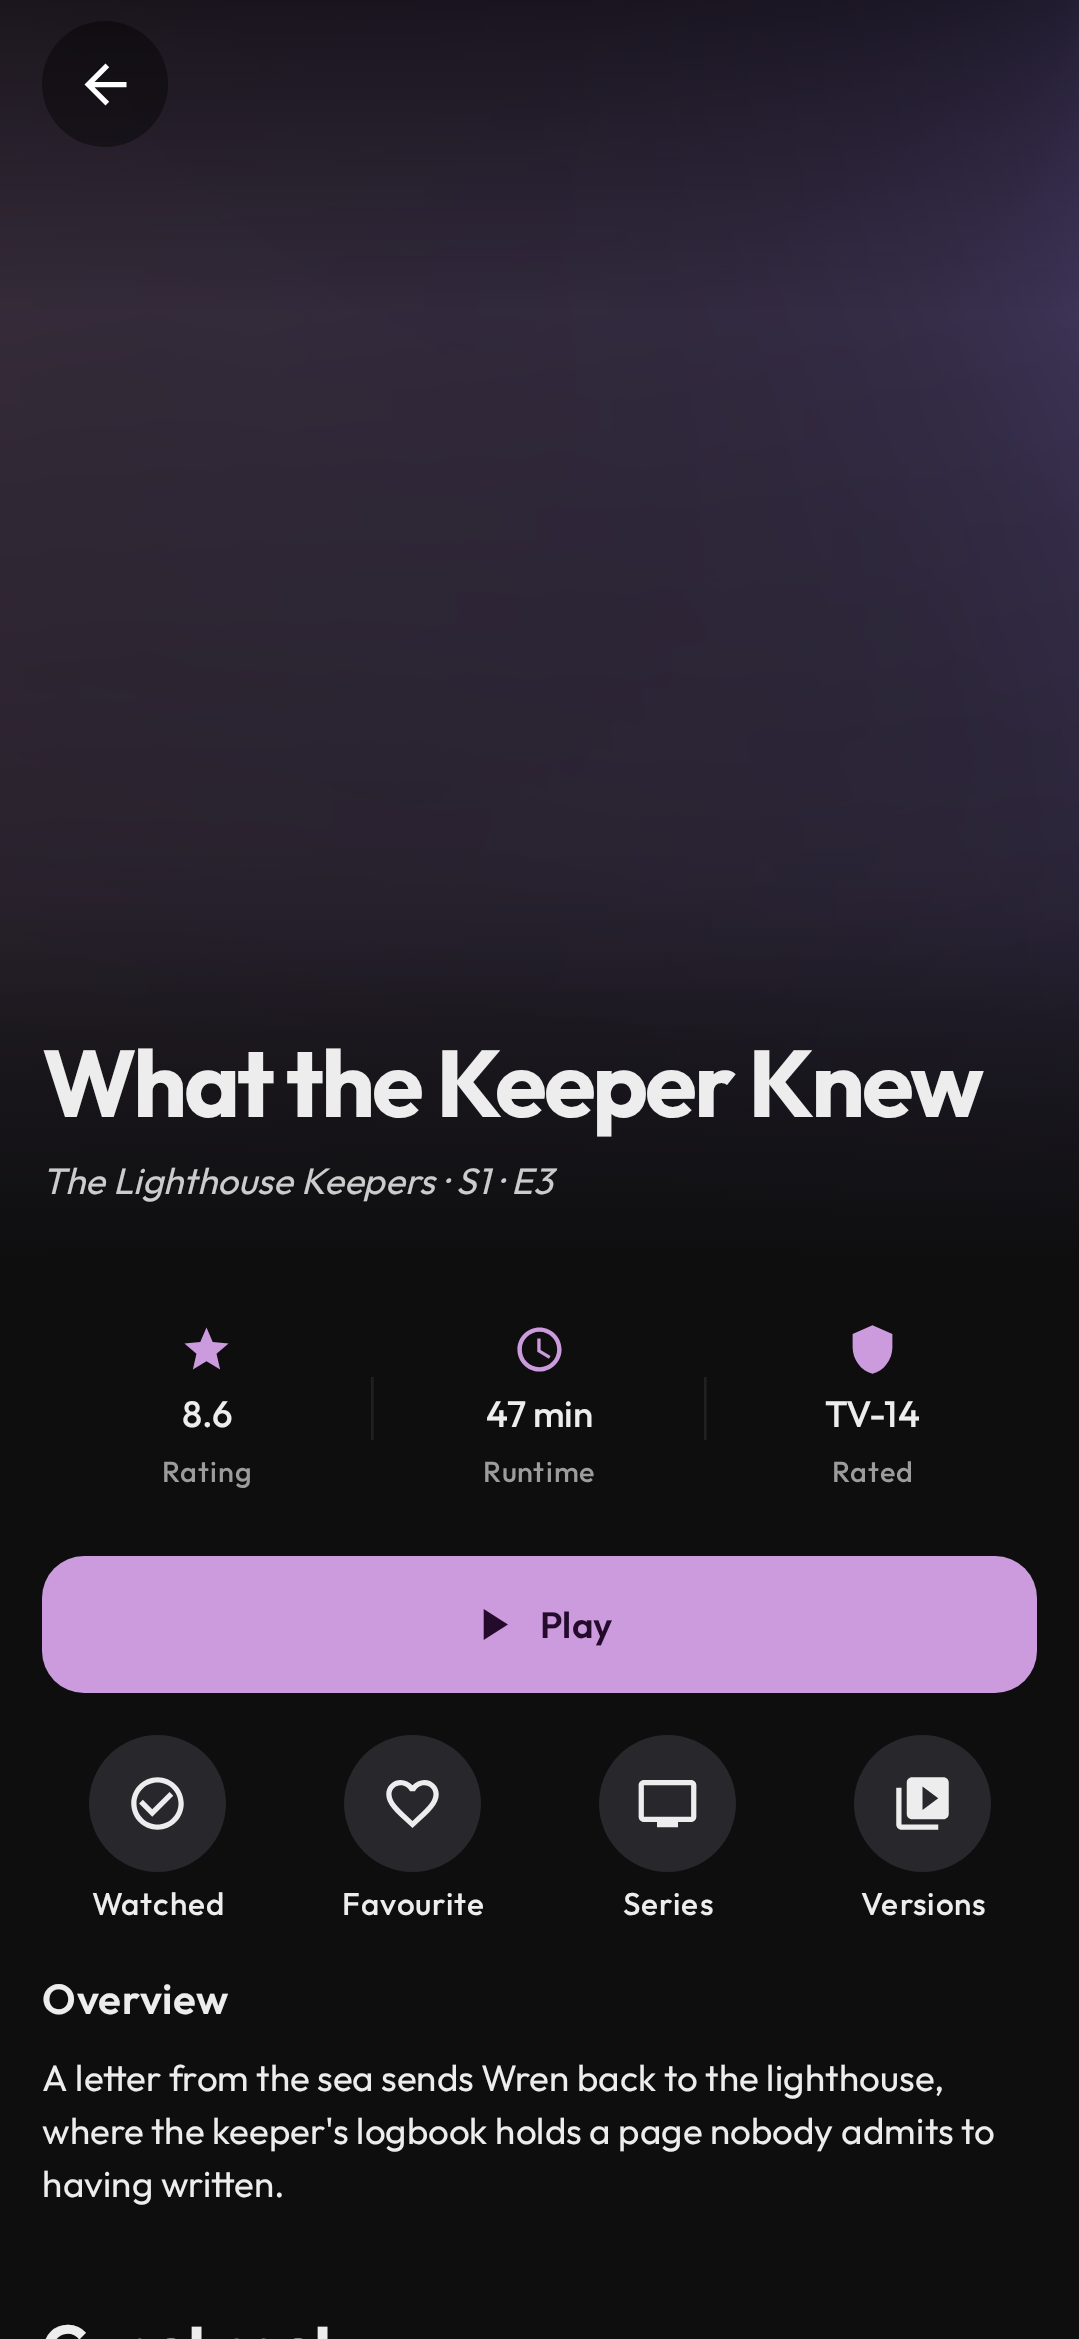 What the Keeper Knew
The Lighthouse Keepers · S1 · E3
8.6
47 min
TV-14
Rating
Runtime
Rated
Play
Watched
Favourite
Series
Versions
Overview
A letter from the sea sends Wren back to the lighthouse,
where the keeper's logbook holds a page nobody admits to
having written.